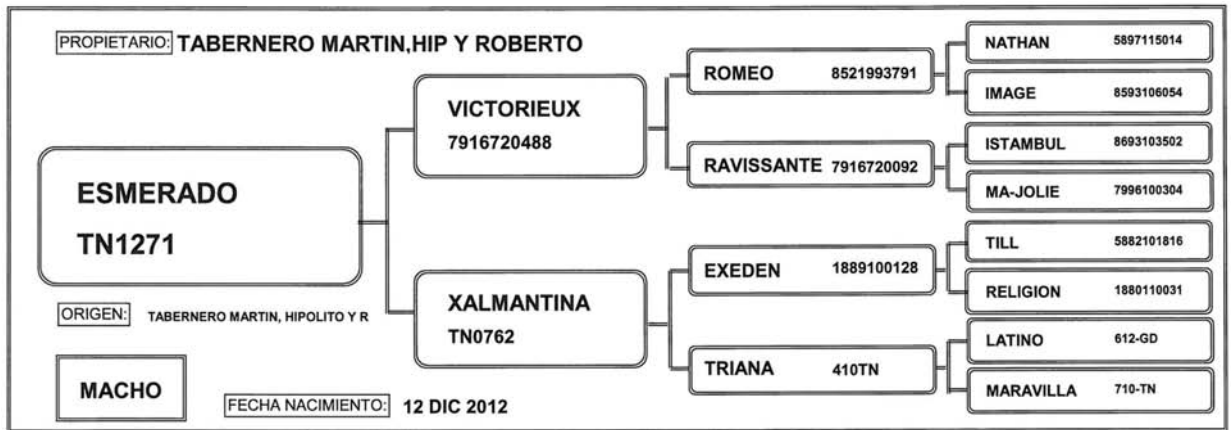 PROPIETARIO: TABERNERO MARTIN,HIP Y ROBERTO
ESMERADO
TN1271
ORIGEN: TABERNERO MARTIN, HIPOLITO Y R
MACHO
FECHA NACIMIENTO: 12 DIC 2012
VICTORIEUX
7916720488
XALMANTINA
TN0762
ROMEO 8521993791
RAVISSANTE 7916720092
EXEDEN 1889100128
TRIANA 410TN
NATHAN 5897115014
IMAGE 8593106054
ISTAMBUL 8693103502
MA-JOLIE 7996100304
TILL 5882101816
RELIGION 1880110031
LATINO 612-GD
MARAVILLA 710-TN